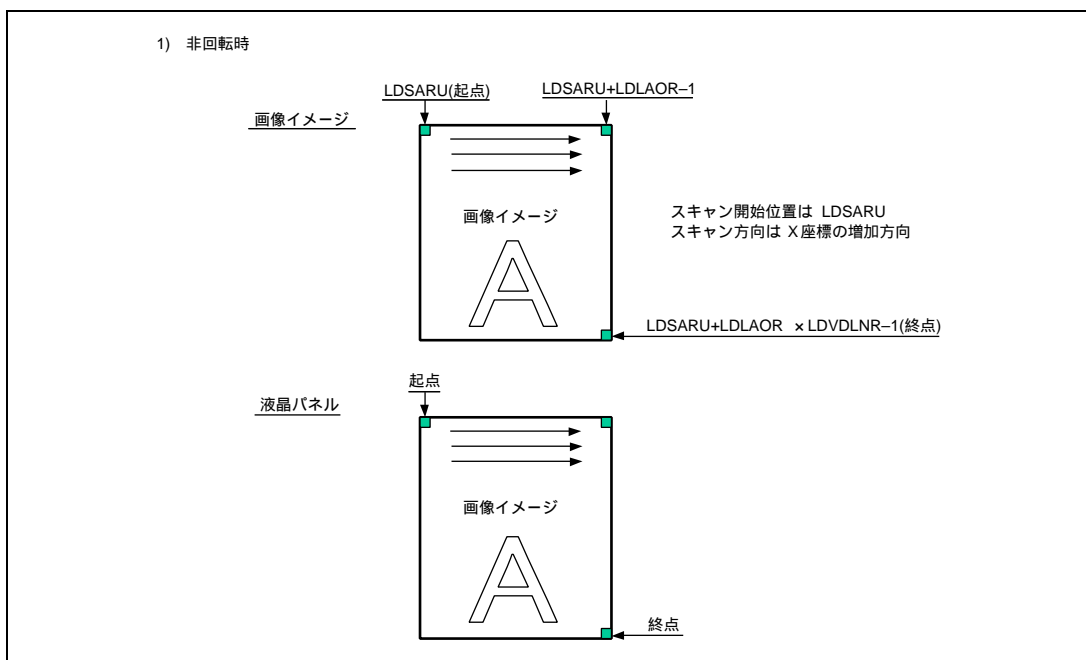 1) 非回転時
LDSARU(起点)
LDSARU+LDLAOR–1
画像イメージ
画像イメージ
A
スキャン開始位置は LDSARU
スキャン方向は X座標の増加方向
LDSARU+LDLAOR ×LDVDLNR–1(終点)
起点
液晶パネル
画像イメージ
A
終点